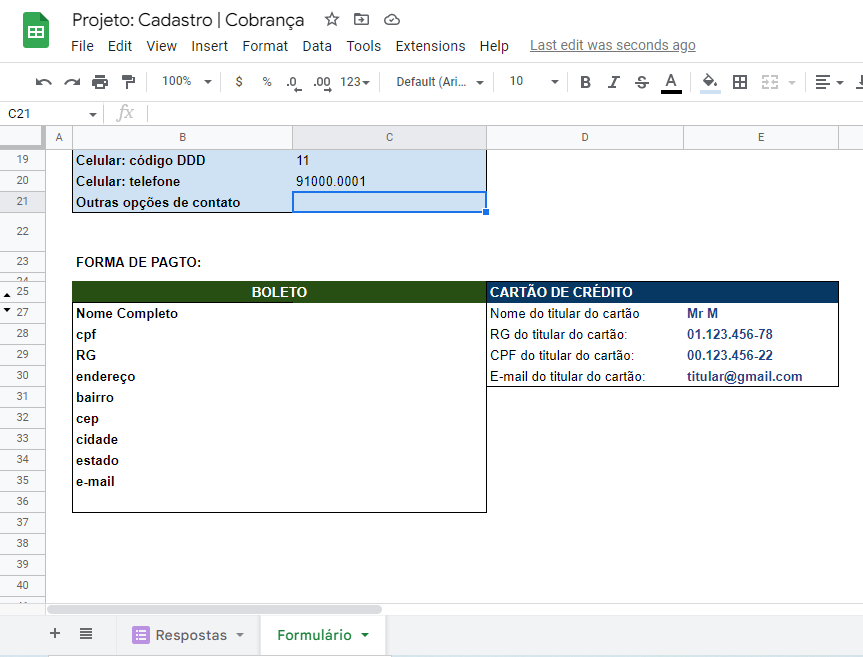 Projeto: Cadastro | Cobrança
File Edit View Insert Format Data Tools Extensions Help Last edit was seconds ago
100% $ % .0 .00 123 Default (Ari... 10 B I S A
C21 fx
A B C D E
19 Celular: código DDD 11
20 Celular: telefone 91000.0001
21 Outras opções de contato
22
23 FORMA DE PAGTO:
24
25 BOLETO CARTÃO DE CRÉDITO
27 Nome Completo Nome do titular do cartão Mr M
28 cpf RG do titular do cartão: 01.123.456-78
29 RG CPF do titular do cartão: 00.123.456-22
30 endereço E-mail do titular do cartão: titular@gmail.com
31 bairro
32 cep
33 cidade
34 estado
35 e-mail
36
37
38
39
40
Respostas Formulário